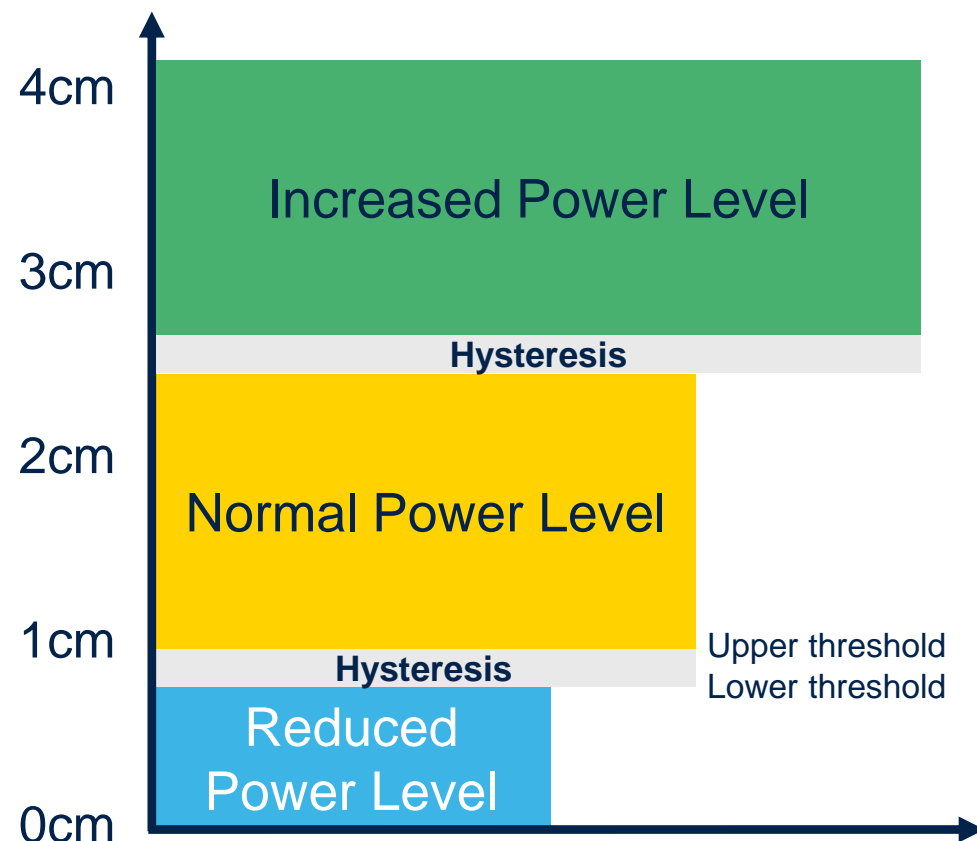 4cm
Increased Power Level
3cm
Hysteresis
2cm
Normal Power Level
1cm
Upper threshold
Hysteresis
Lower threshold
Reduced
Power Level
0cm